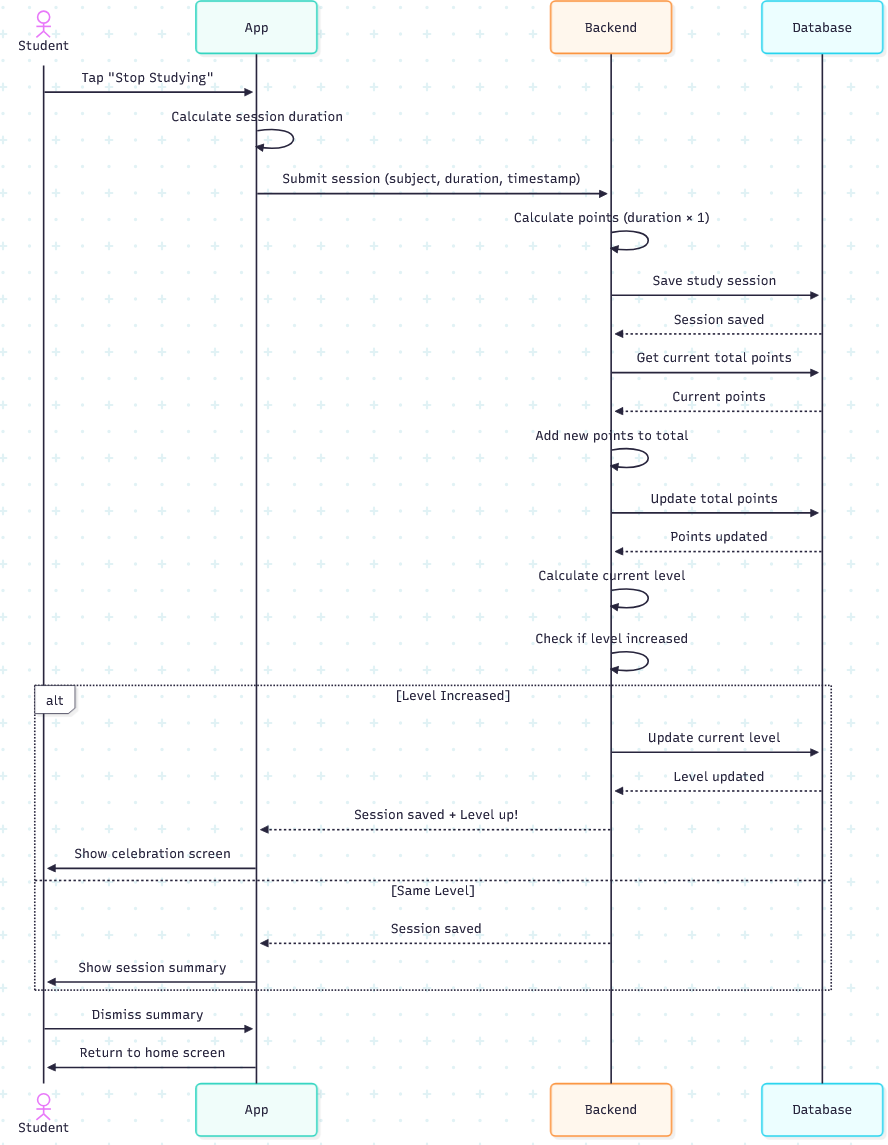 Student
App
Backend
Database
Tap "Stop Studying"
Calculate session duration
Submit session (subject, duration, timestamp)
Calculate points (duration × 1)
Save study session
Session saved
Get current total points
Current points
Add new points to total
Update total points
Points updated
Calculate current level
Check if level increased
alt
[Level Increased]
Update current level
Level updated
Session saved + Level up!
Show celebration screen
[Same Level]
Session saved
Show session summary
Dismiss summary
Return to home screen
Student
App
Backend
Database